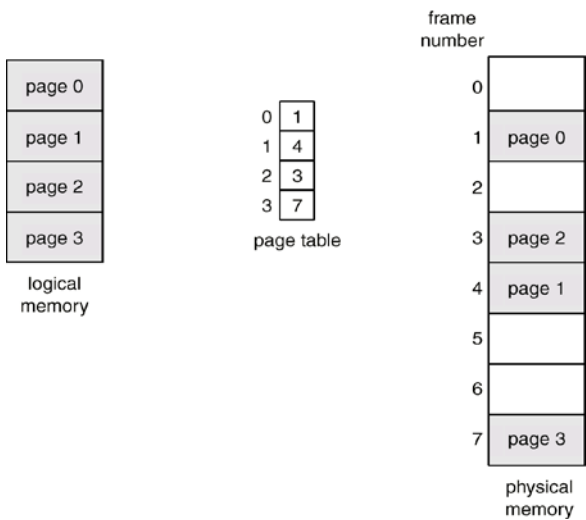 page 0
page 1
page 2
page 3
logical
memory
0 1
1 4
2 3
3 7
page table
frame
number
0
1 page 0
2
3 page 2
4 page 1
5
6
7 page 3
physical
memory